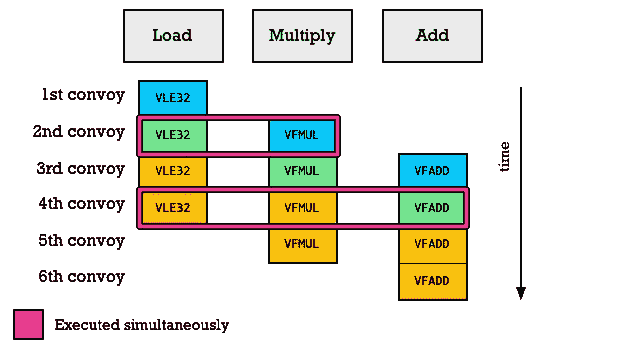 Load Multiply Add
1st convoy VLE32
2nd convoy VLE32 VFMUL
3rd convoy VLE32 VFMUL VFADD
4th convoy VLE32 VFMUL VFADD
5th convoy VFMUL VFADD
6th convoy VFADD
time
Executed simultaneously